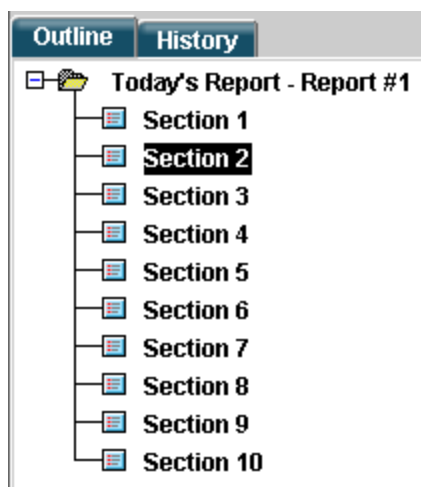 Outline History
Today's Report - Report #1
Section 1
Section 2
Section 3
Section 4
Section 5
Section 6
Section 7
Section 8
Section 9
Section 10